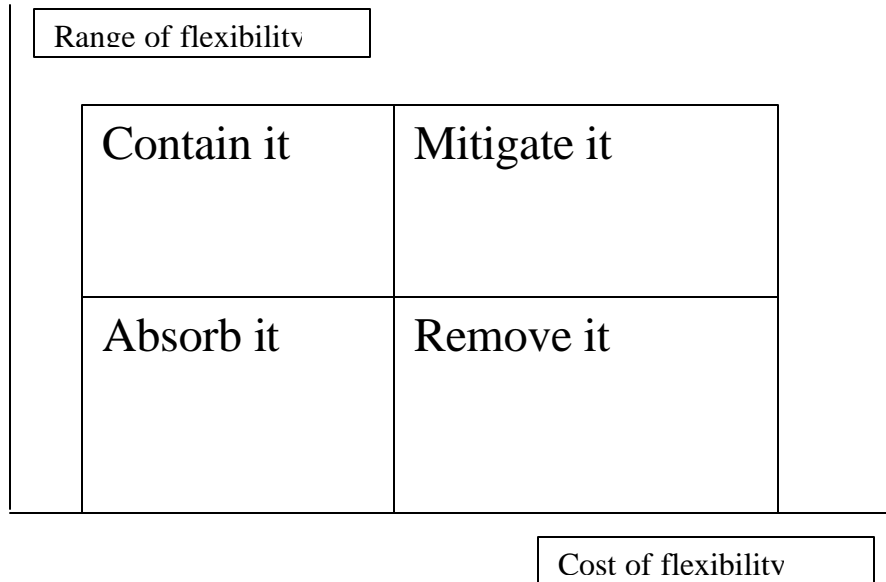 Range of flexibility
Contain it
Mitigate it
Absorb it
Remove it
Cost of flexibility